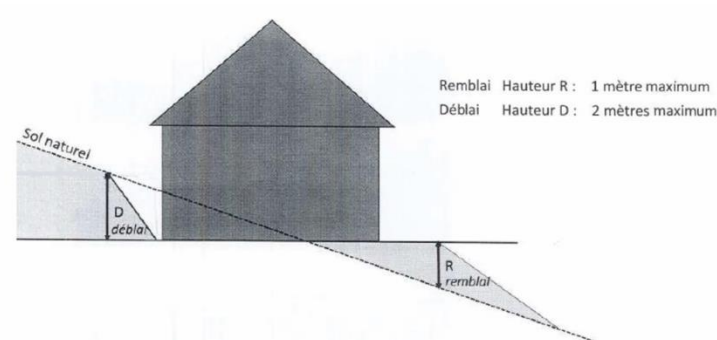 Remblai Hauteur R : 1 mètre maximum
Déblai Hauteur D : 2 mètres maximum
Sol naturel
D
déblai
R
remblai